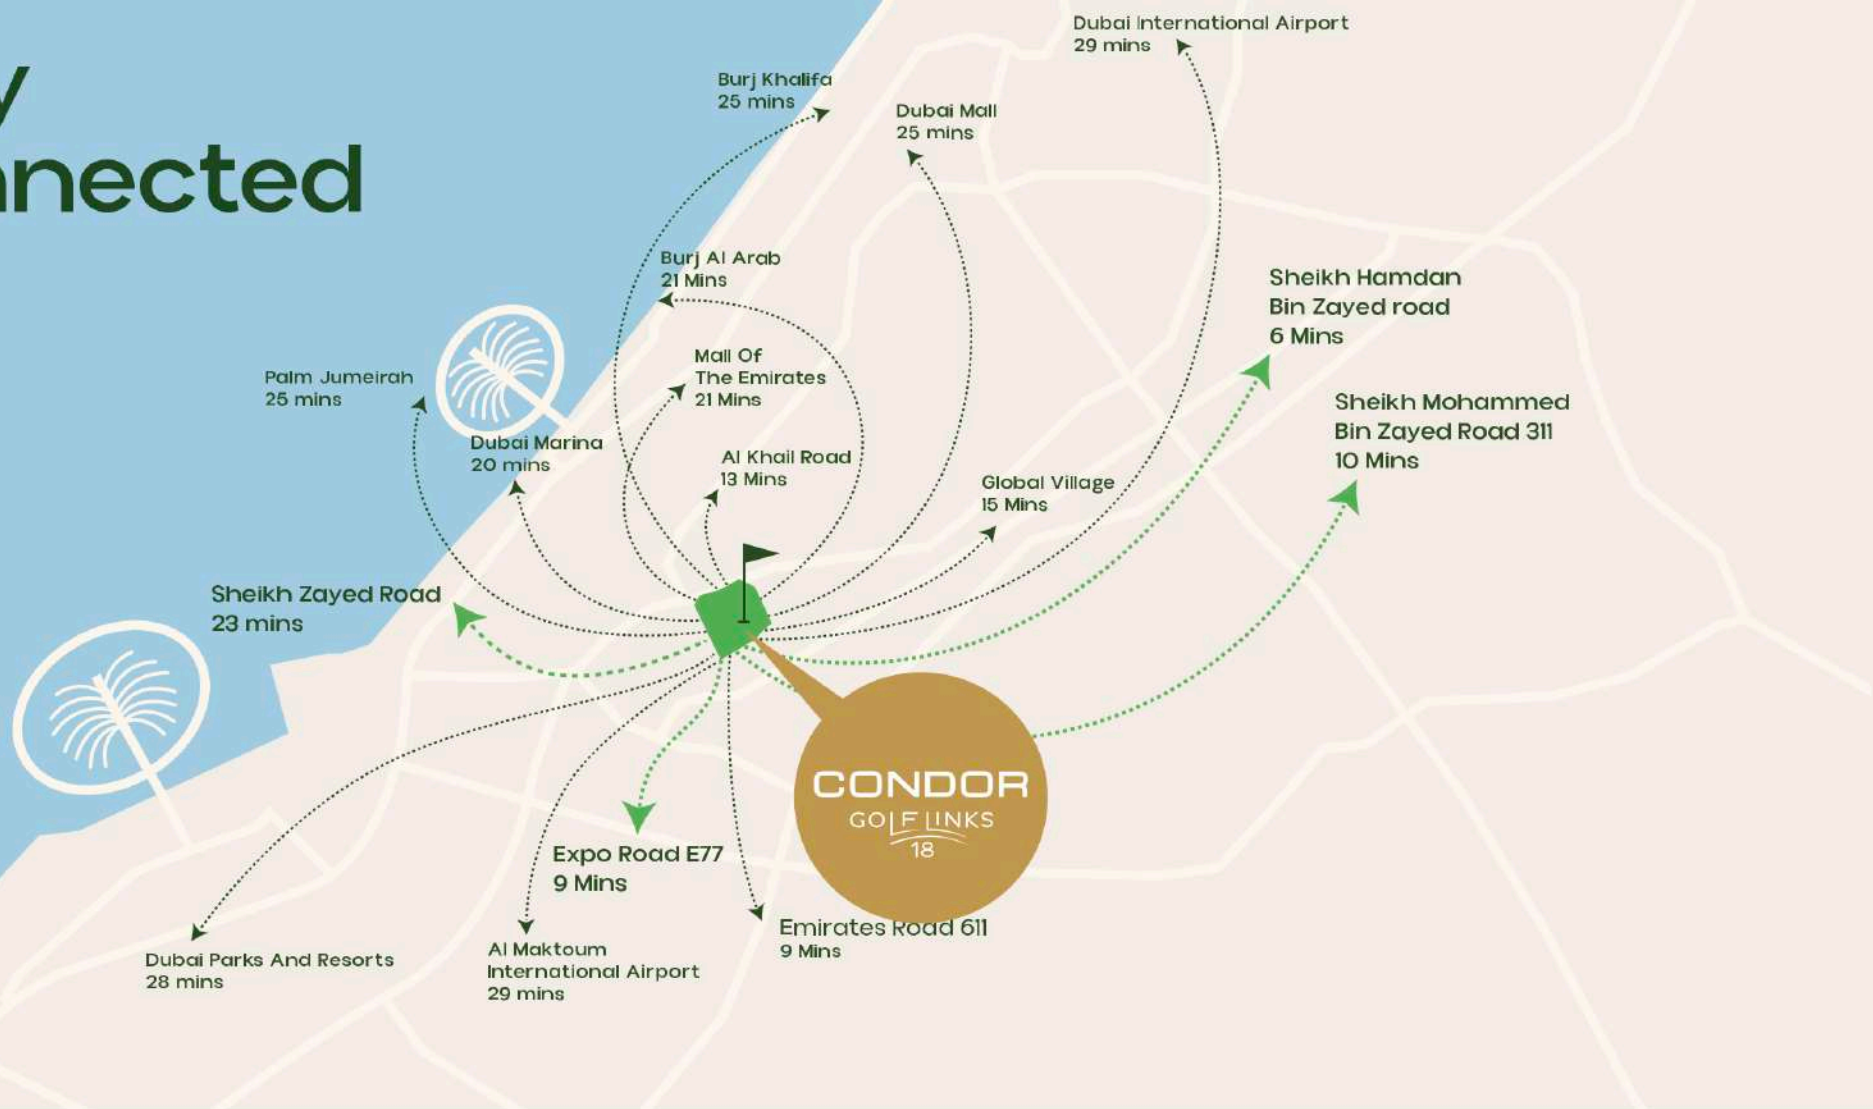 y
nnected
Dubai International Airport
29 mins
Burj Khalifa
25 mins
Dubai Mall
25 mins
Burj Al Arab
21 Mins
Sheikh Hamdan
Bin Zayed road
6 Mins
Mall Of
The Emirates
21 Mins
Palm Jumeirah
25 mins
Sheikh Mohammed
Bin Zayed Road 311
10 Mins
Dubai Marina
20 mins
Al Khail Road
13 Mins
Global Village
15 Mins
Sheikh Zayed Road
23 mins
CONDOR
GOLF LINKS
18
Expo Road E77
9 Mins
Emirates Road 611
9 Mins
Dubai Parks And Resorts
28 mins
Al Maktoum
International Airport
29 mins